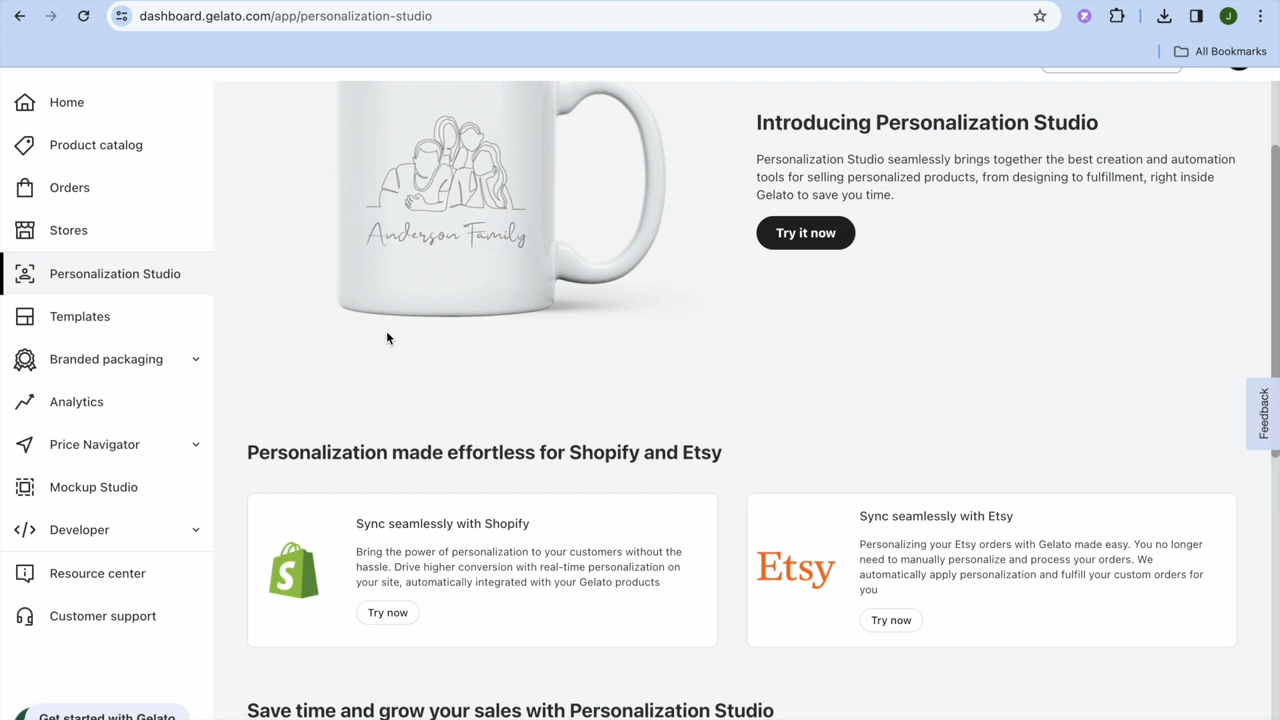 dashboard.gelato.com/app/personalization-studio
J
All Bookmarks
Home
Product catalog
Orders
Stores
Personalization Studio
Templates
Branded packaging
Analytics
Price Navigator
Mockup Studio
Developer
Resource center
Customer support
Get started with Gelato
Anderson Family
Introducing Personalization Studio
Personalization Studio seamlessly brings together the best creation and automation
tools for selling personalized products, from designing to fulfillment, right inside
Gelato to save you time.
Try it now
Feedback
Personalization made effortless for Shopify and Etsy
Sync seamlessly with Shopify
Bring the power of personalization to your customers without the
hassle. Drive higher conversion with real-time personalization on
your site, automatically integrated with your Gelato products
Try now
Etsy
Sync seamlessly with Etsy
Personalizing your Etsy orders with Gelato made easy. You no longer
need to manually personalize and process your orders. We
automatically apply personalization and fulfill your custom orders for
you
Try now
Save time and grow your sales with Personalization Studio